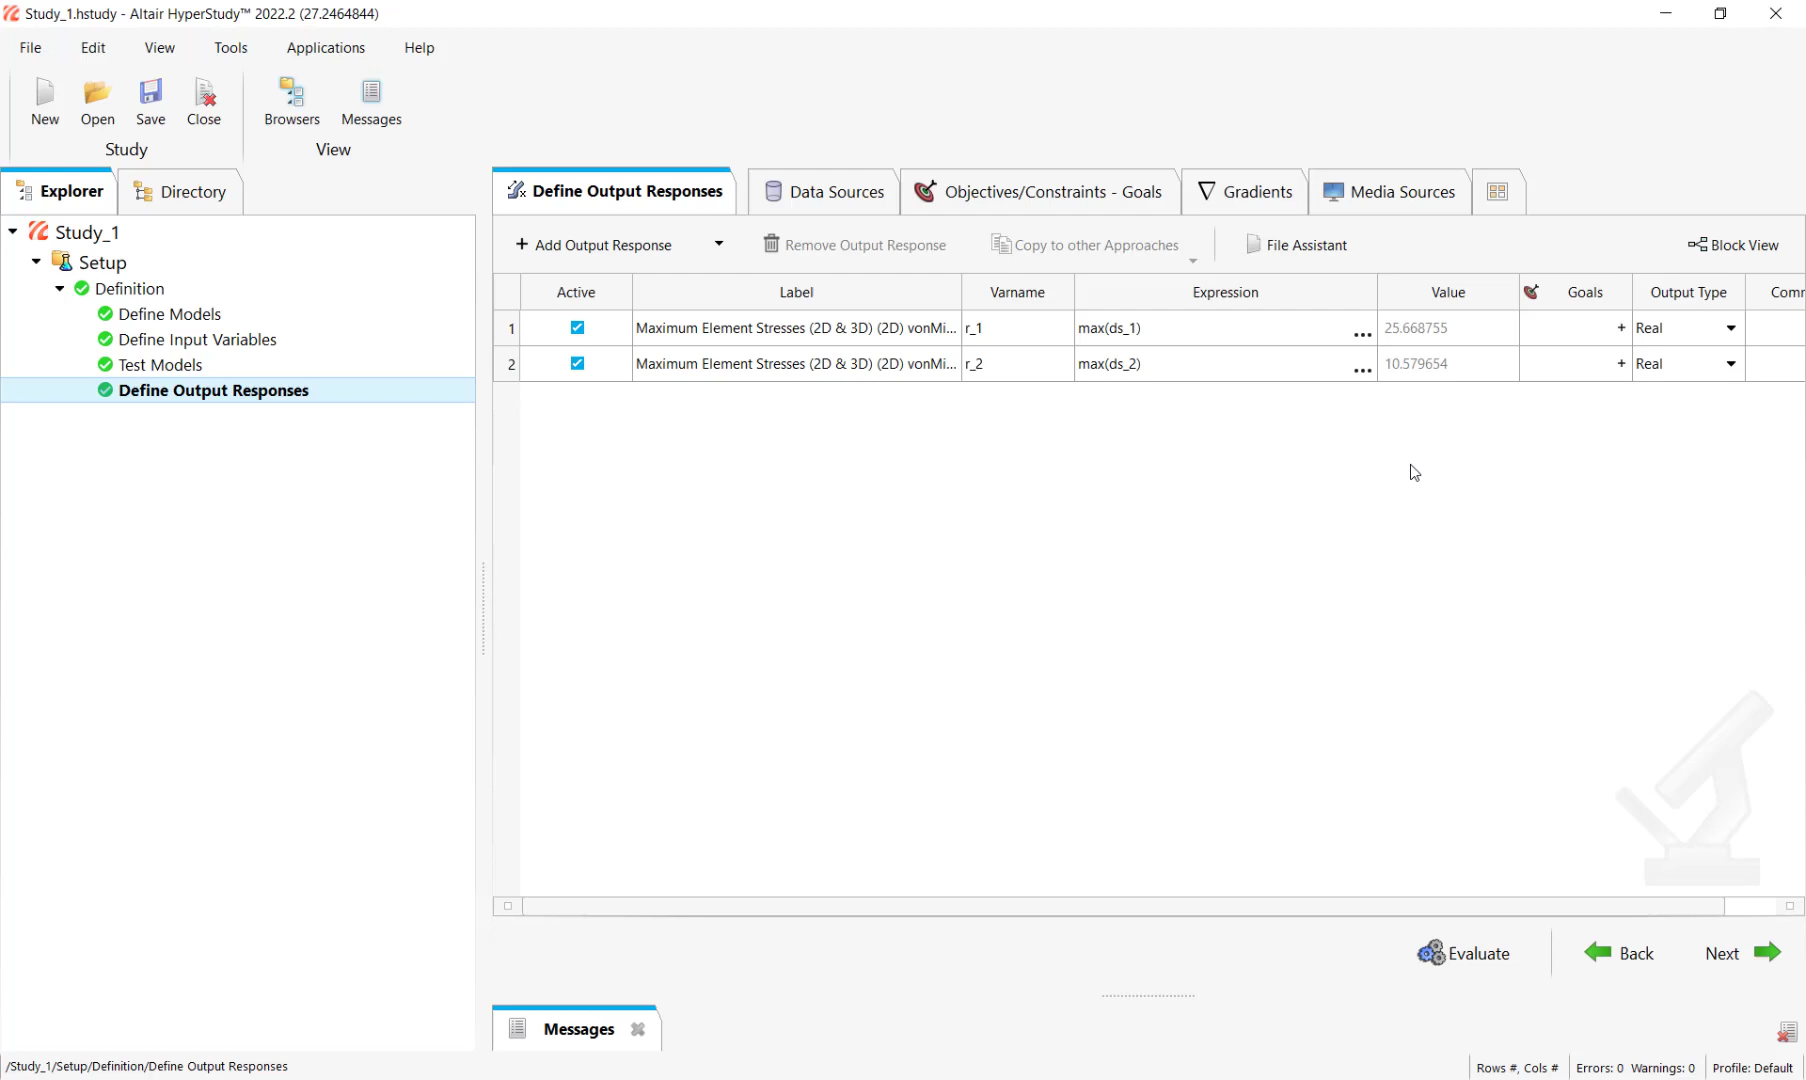 Study_1.hstudy - Altair HyperStudy™ 2022.2 (27.2464844)
File Edit View Tools Applications Help
New Open Save Close Browsers Messages
Study View
Explorer Directory Define Output Responses Data Sources Objectives/Constraints - Goals Gradients Media Sources
Study_1
Setup
Definition
Define Models
Define Input Variables
Test Models
Define Output Responses
+ Add Output Response Remove Output Response Copy to other Approaches File Assistant Block View
Active Label Varname Expression Value Goals Output Type Comr
1 Maximum Element Stresses (2D & 3D) (2D) vonMi... r_1 max(ds_1) ... 25.668755 + Real
2 Maximum Element Stresses (2D & 3D) (2D) vonMi... r_2 max(ds_2) ... 10.579654 + Real
Evaluate Back Next
Messages
/Study_1/Setup/Definition/Define Output Responses Rows #, Cols # Errors: 0 Warnings: 0 Profile: Default